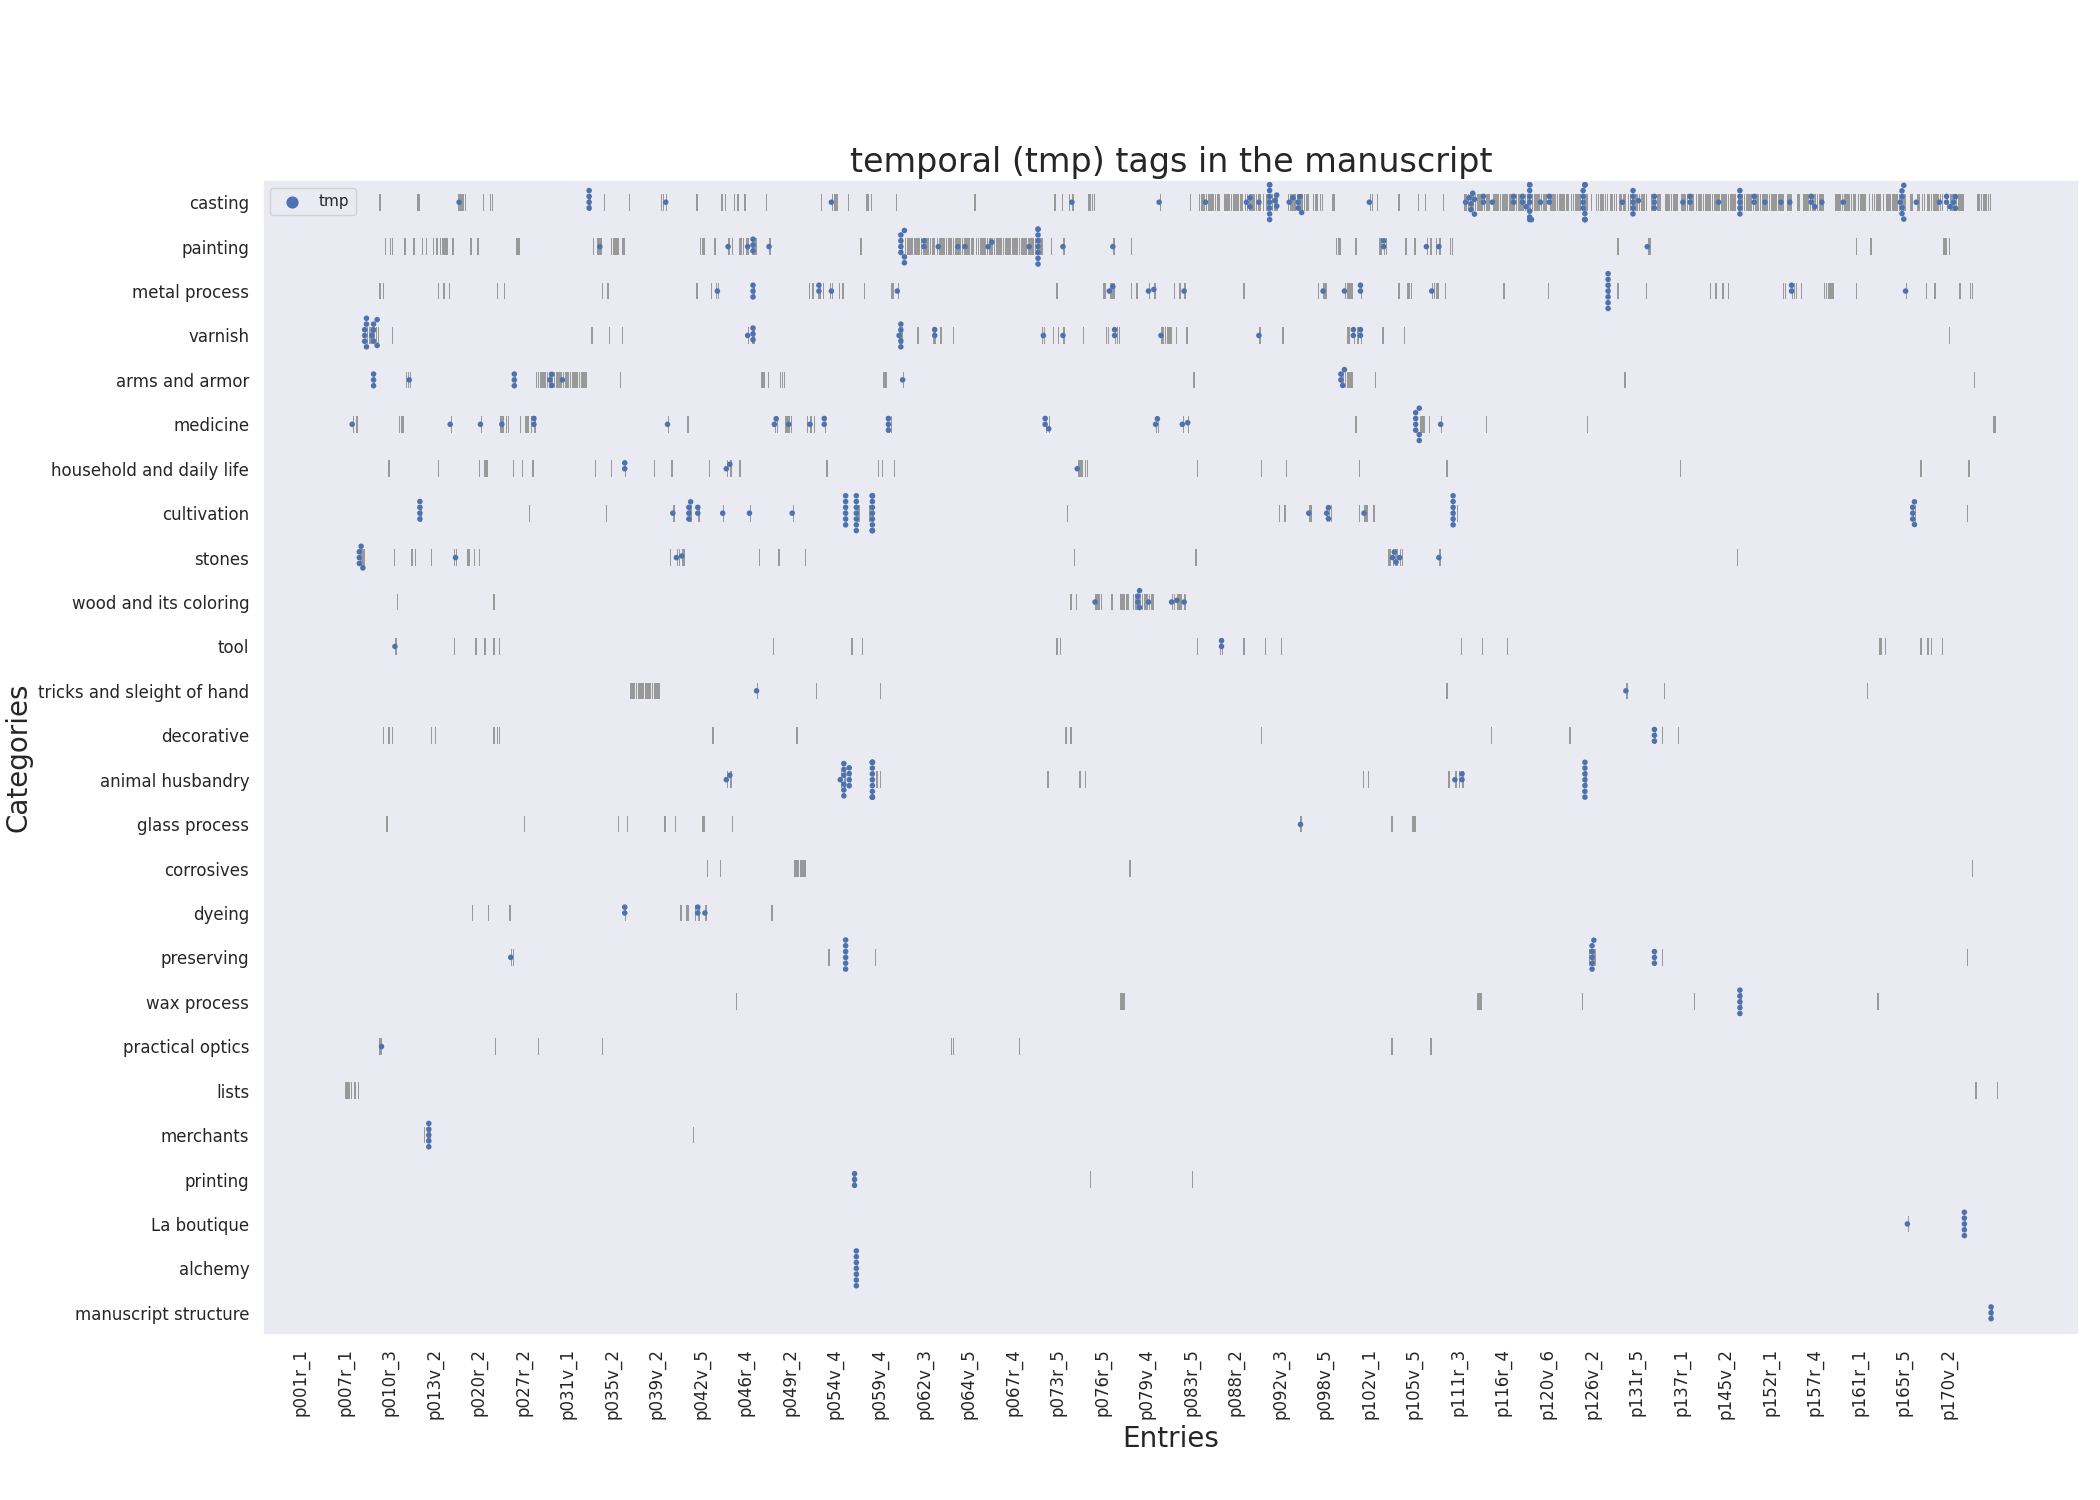 temporal (tmp) tags in the manuscript
tmp
Categories
casting
painting
metal process
varnish
arms and armor
medicine
household and daily life
cultivation
stones
wood and its coloring
tool
tricks and sleight of hand
decorative
animal husbandry
glass process
corrosives
dyeing
preserving
wax process
practical optics
lists
merchants
printing
La boutique
alchemy
manuscript structure
p001r_1
p007r_1
p010r_3
p013v_2
p020r_2
p027r_2
p031v_1
p035v_2
p039v_2
p042v_5
p046r_4
p049r_2
p054v_4
p059v_4
p062v_3
p064v_5
p067r_4
p073r_5
p076r_5
p079v_4
p083r_5
p088r_2
p092v_3
p098v_5
p102v_1
p105v_5
p111r_3
p116r_4
p120v_6
p126v_2
p131r_5
p137r_1
p145v_2
p152r_1
p157r_4
p161r_1
p165r_5
p170v_2
Entries